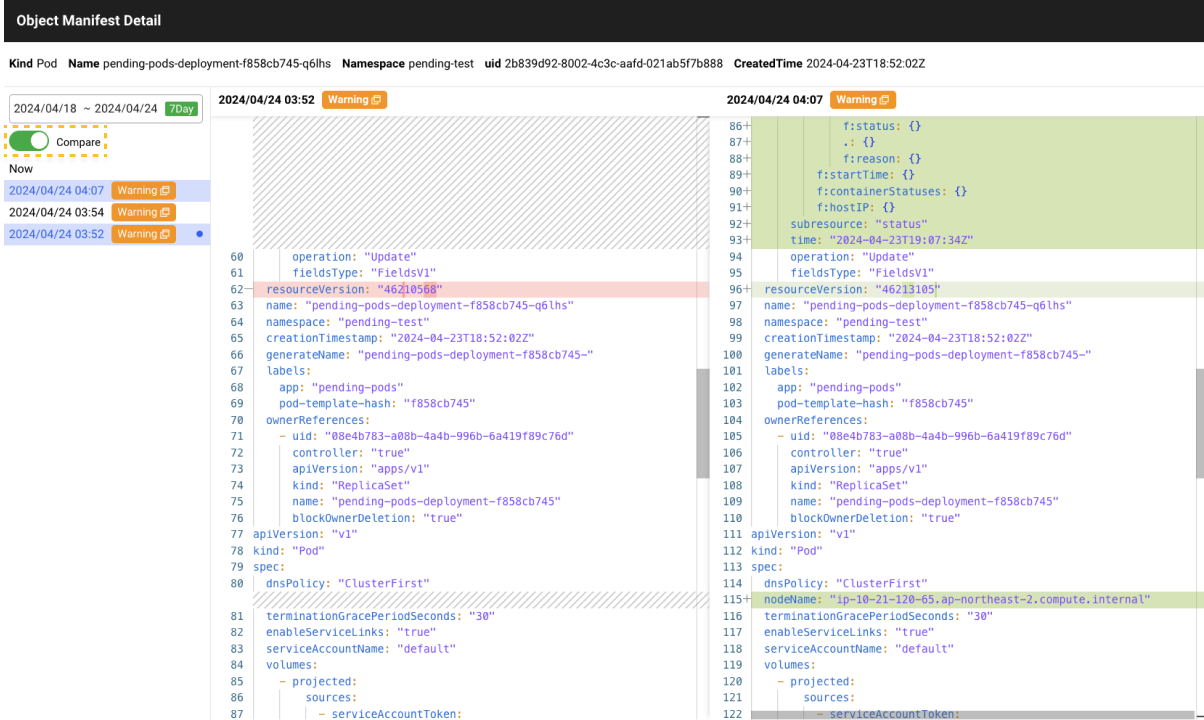 Object Manifest Detail
Kind Pod Name pending-pods-deployment-f858cb745-q6lhs Namespace pending-test uid 2b839d92-8002-4c3c-aafd-021ab5f7b888 CreatedTime 2024-04-23T18:52:02Z
2024/04/18 ~ 2024/04/24 7Day
Compare
Now
2024/04/24 04:07 Warning
2024/04/24 03:54 Warning
2024/04/24 03:52 Warning
2024/04/24 03:52 Warning
60 operation: "Update"
61 fieldsType: "FieldsV1"
62- resourceVersion: "46210568"
63 name: "pending-pods-deployment-f858cb745-q6lhs"
64 namespace: "pending-test"
65 creationTimestamp: "2024-04-23T18:52:02Z"
66 generateName: "pending-pods-deployment-f858cb745-"
67 labels:
68 app: "pending-pods"
69 pod-template-hash: "f858cb745"
70 ownerReferences:
71 - uid: "08e4b783-a08b-4a4b-996b-6a419f89c76d"
72 controller: "true"
73 apiVersion: "apps/v1"
74 kind: "ReplicaSet"
75 name: "pending-pods-deployment-f858cb745"
76 blockOwnerDeletion: "true"
77 apiVersion: "v1"
78 kind: "Pod"
79 spec:
80 dnsPolicy: "ClusterFirst"
81 terminationGracePeriodSeconds: "30"
82 enableServiceLinks: "true"
83 serviceAccountName: "default"
84 volumes:
85 - projected:
86 sources:
87 - serviceAccountToken:
2024/04/24 04:07 Warning
86+ f:status: {}
87+ .: {}
88+ f:reason: {}
89+ f:startTime: {}
90+ f:containerStatuses: {}
91+ f:hostIP: {}
92+ subresource: "status"
93+ time: "2024-04-23T19:07:34Z"
94 operation: "Update"
95 fieldsType: "FieldsV1"
96+ resourceVersion: "46213105"
97 name: "pending-pods-deployment-f858cb745-q6lhs"
98 namespace: "pending-test"
99 creationTimestamp: "2024-04-23T18:52:02Z"
100 generateName: "pending-pods-deployment-f858cb745-"
101 labels:
102 app: "pending-pods"
103 pod-template-hash: "f858cb745"
104 ownerReferences:
105 - uid: "08e4b783-a08b-4a4b-996b-6a419f89c76d"
106 controller: "true"
107 apiVersion: "apps/v1"
108 kind: "ReplicaSet"
109 name: "pending-pods-deployment-f858cb745"
110 blockOwnerDeletion: "true"
111 apiVersion: "v1"
112 kind: "Pod"
113 spec:
114 dnsPolicy: "ClusterFirst"
115+ nodeName: "ip-10-21-120-65.ap-northeast-2.compute.internal"
116 terminationGracePeriodSeconds: "30"
117 enableServiceLinks: "true"
118 serviceAccountName: "default"
119 volumes:
120 - projected:
121 sources:
122 - serviceAccountToken: